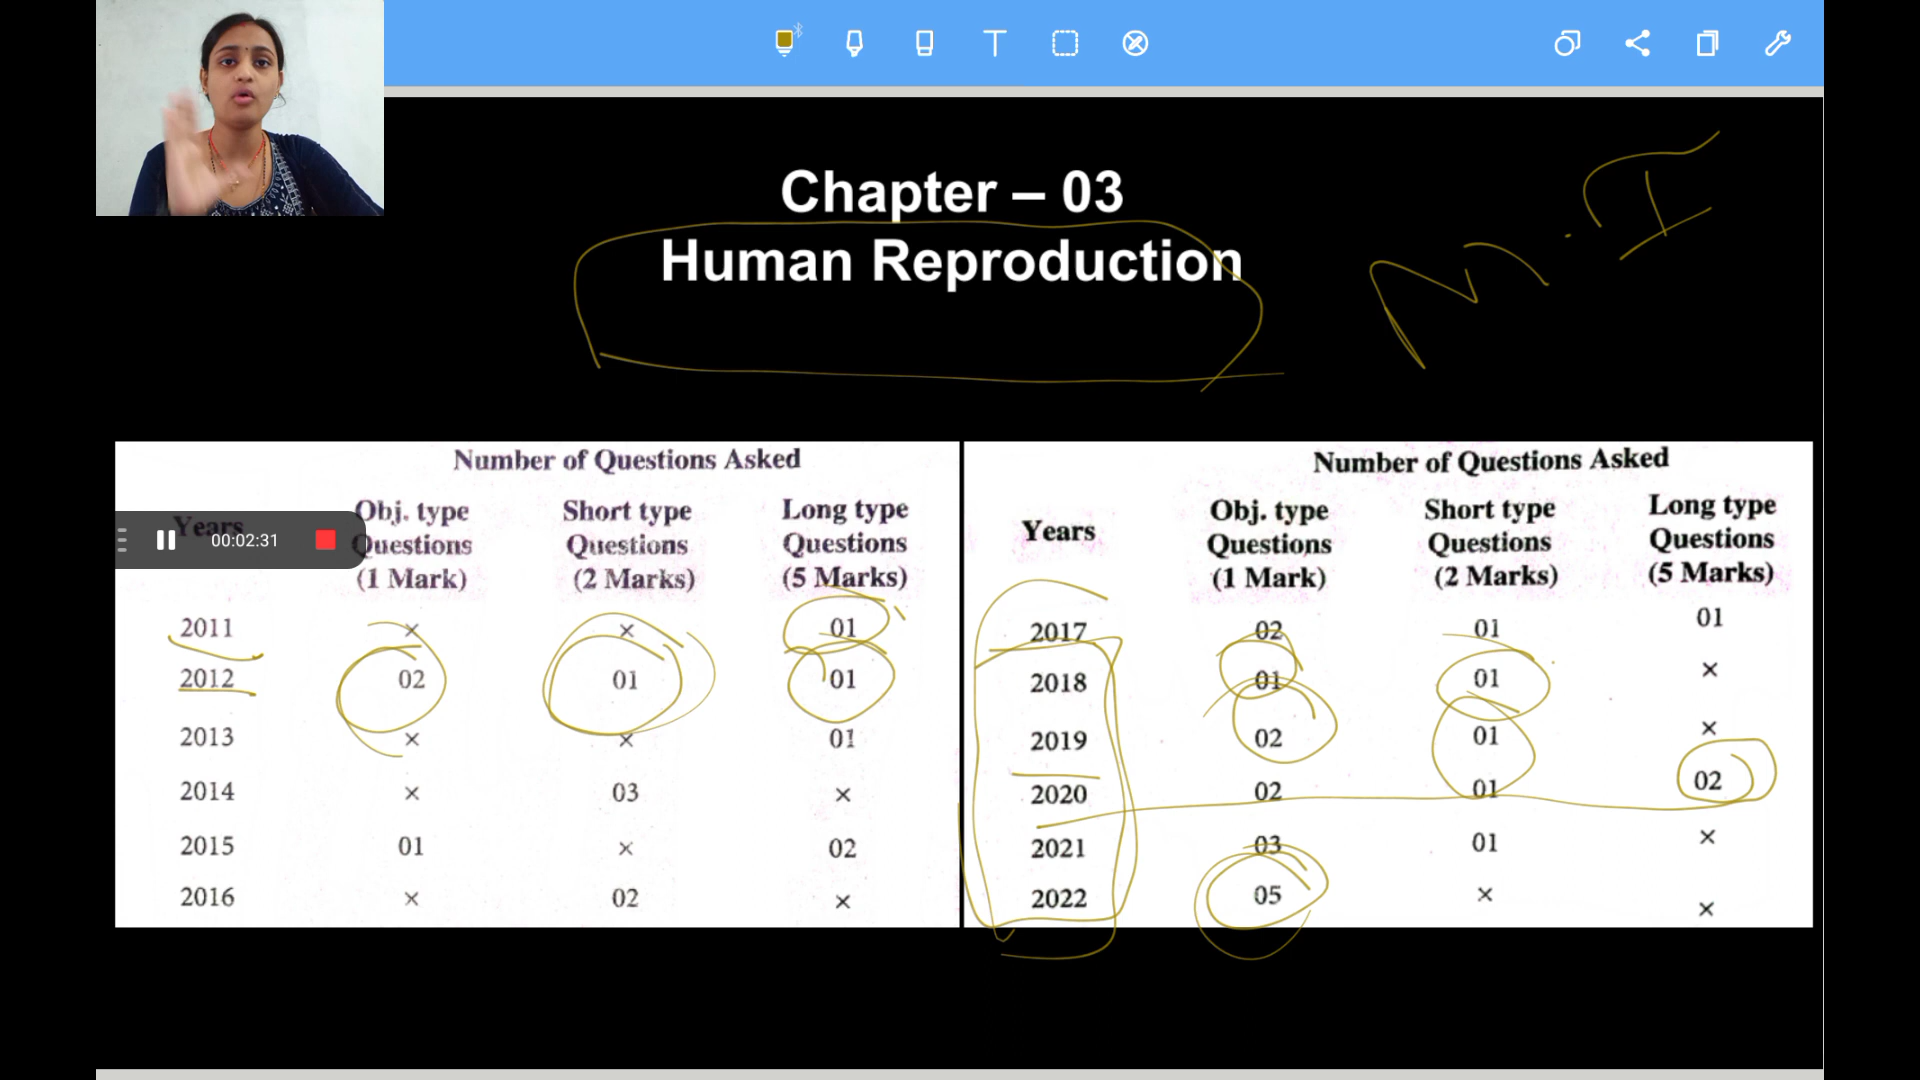 Chapter – 03
Human Reproduction
M.I
Number of Questions Asked
Years
Obj. type Questions (1 Mark)
Short type Questions (2 Marks)
Long type Questions (5 Marks)
00:02:31
2011 × × 01
2012 02 01 01
2013 × × 01
2014 × 03 ×
2015 01 × 02
2016 × 02 ×
Number of Questions Asked
Years
Obj. type Questions (1 Mark)
Short type Questions (2 Marks)
Long type Questions (5 Marks)
2017 02 01 01
2018 01 01 ×
2019 02 01 ×
2020 02 01 02
2021 03 01 ×
2022 05 × ×